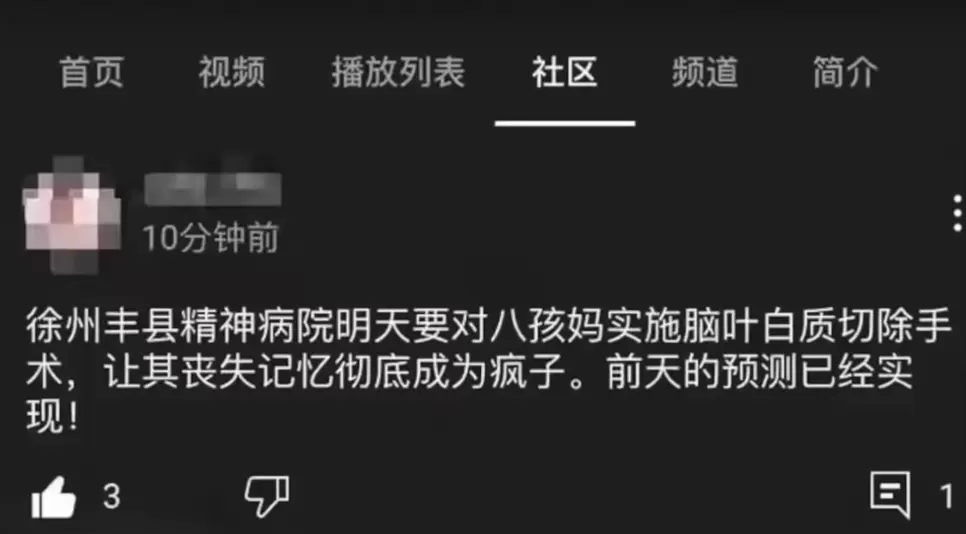 首页 视频 播放列表 社区 频道 简介
10分钟前
徐州丰县精神病院明天要对八孩妈实施脑叶白质切除手
术，让其丧失记忆彻底成为疯子。前天的预测已经实
现！
3 1